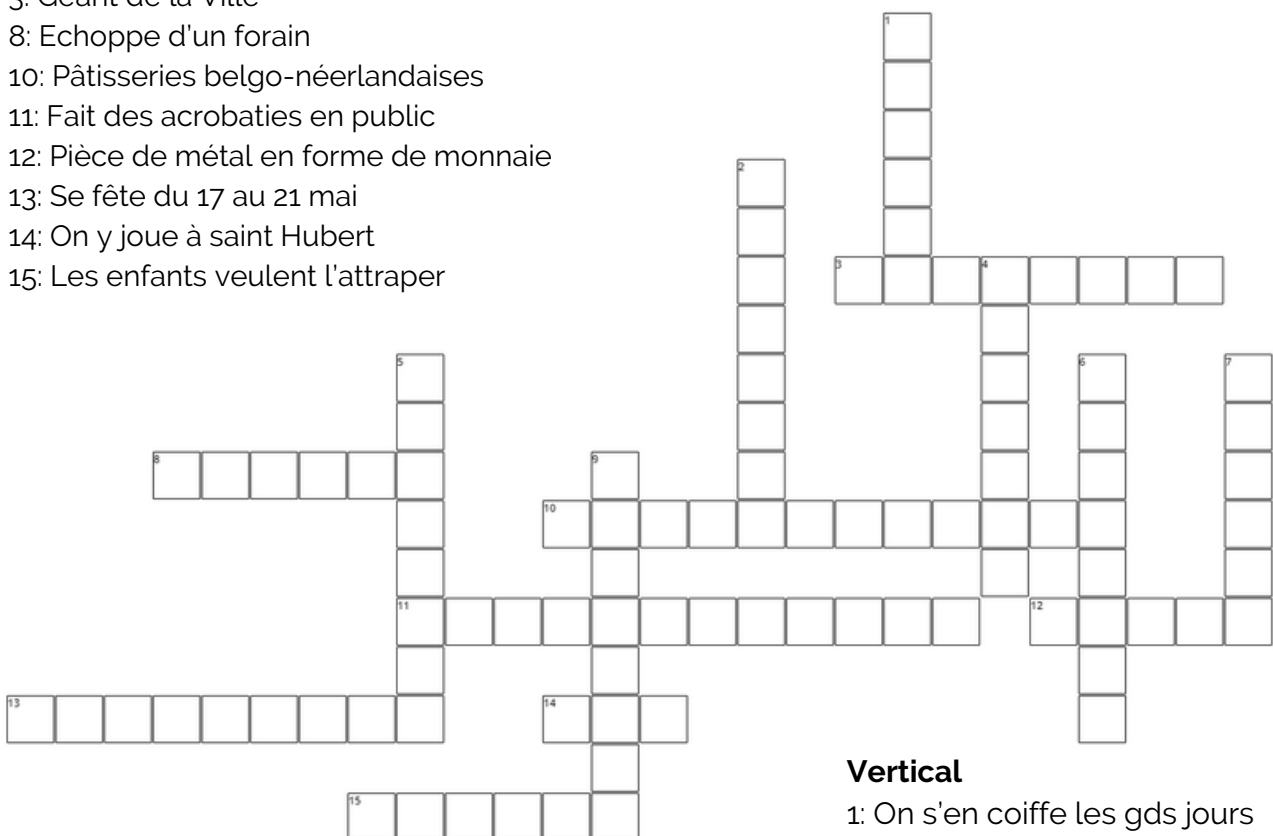 3: Géant de la Ville
8: Echoppe d'un forain
10: Pâtisseries belgo-néerlandaises
11: Fait des acrobaties en public
12: Pièce de métal en forme de monnaie
13: Se fête du 17 au 21 mai
14: On y joue à saint Hubert
15: Les enfants veulent l'attraper
1
2
3
4
5
6
7
8
9
10
11
12
13
14
15
Vertical
1: On s'en coiffe les gds jours